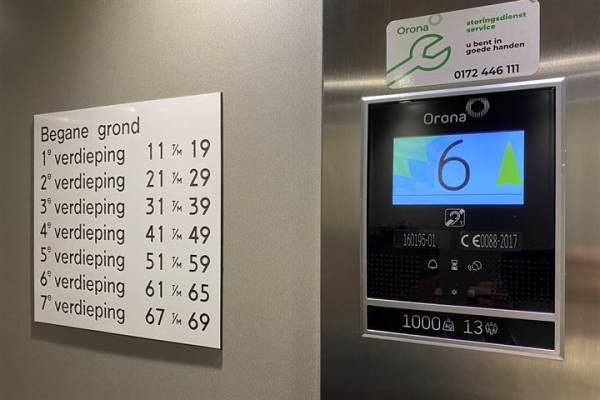 Begane grond
1e verdieping 11 T/M 19
2e verdieping 21 T/M 29
3e verdieping 31 T/M 39
4e verdieping 41 T/M 49
5e verdieping 51 T/M 59
6e verdieping 61 T/M 65
7e verdieping 67 T/M 69
Orona
storingsdienst
service
u bent in
goede handen
0172 446 111
Orona
6
160195-01 CE0088-2017
1000 KG 13